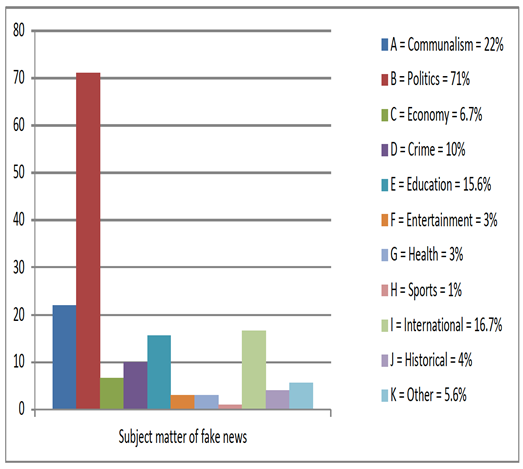 80
70
60
50
40
30
20
10
0
Subject matter of fake news
A = Communalism = 22%
B = Politics = 71%
C = Economy = 6.7%
D = Crime = 10%
E = Education = 15.6%
F = Entertainment = 3%
G = Health = 3%
H = Sports = 1%
I = International = 16.7%
J = Historical = 4%
K = Other = 5.6%